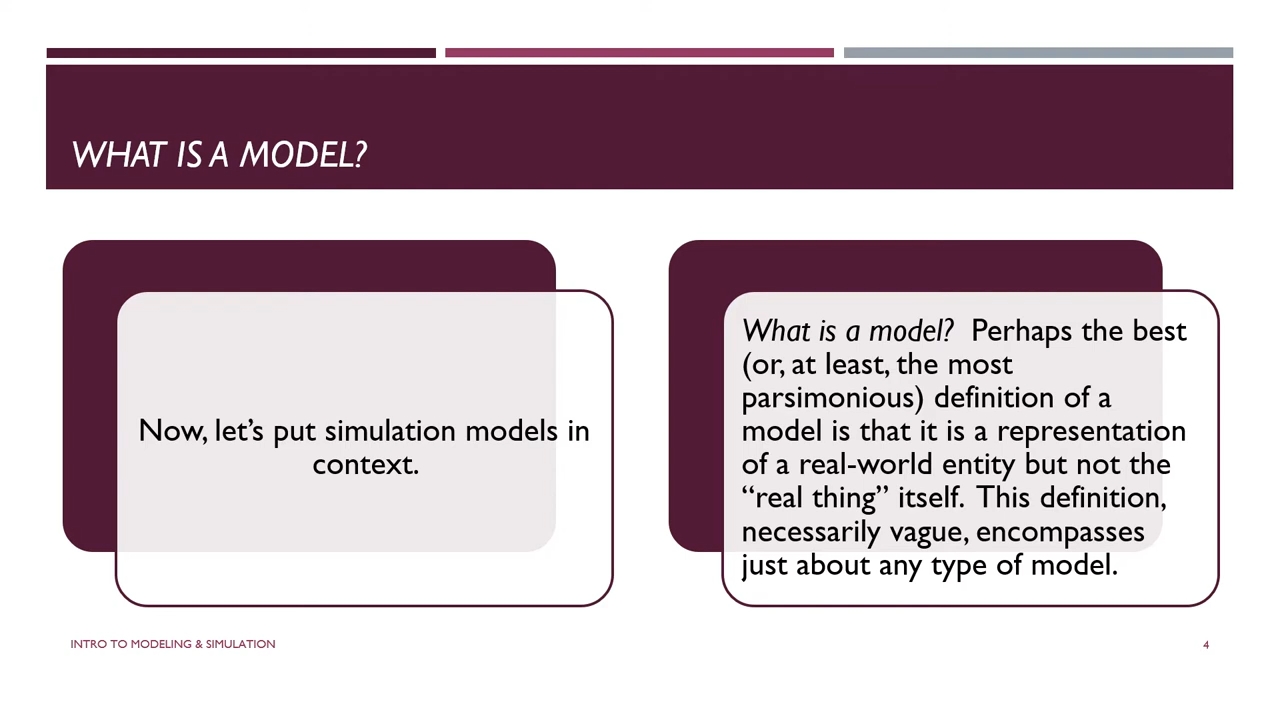 WHAT IS A MODEL?
Now, let’s put simulation models in
context.
What is a model?  Perhaps the best
(or, at least, the most
parsimonious) definition of a
model is that it is a representation
of a real-world entity but not the
“real thing” itself.  This definition,
necessarily vague, encompasses
just about any type of model.
INTRO TO MODELING & SIMULATION
4